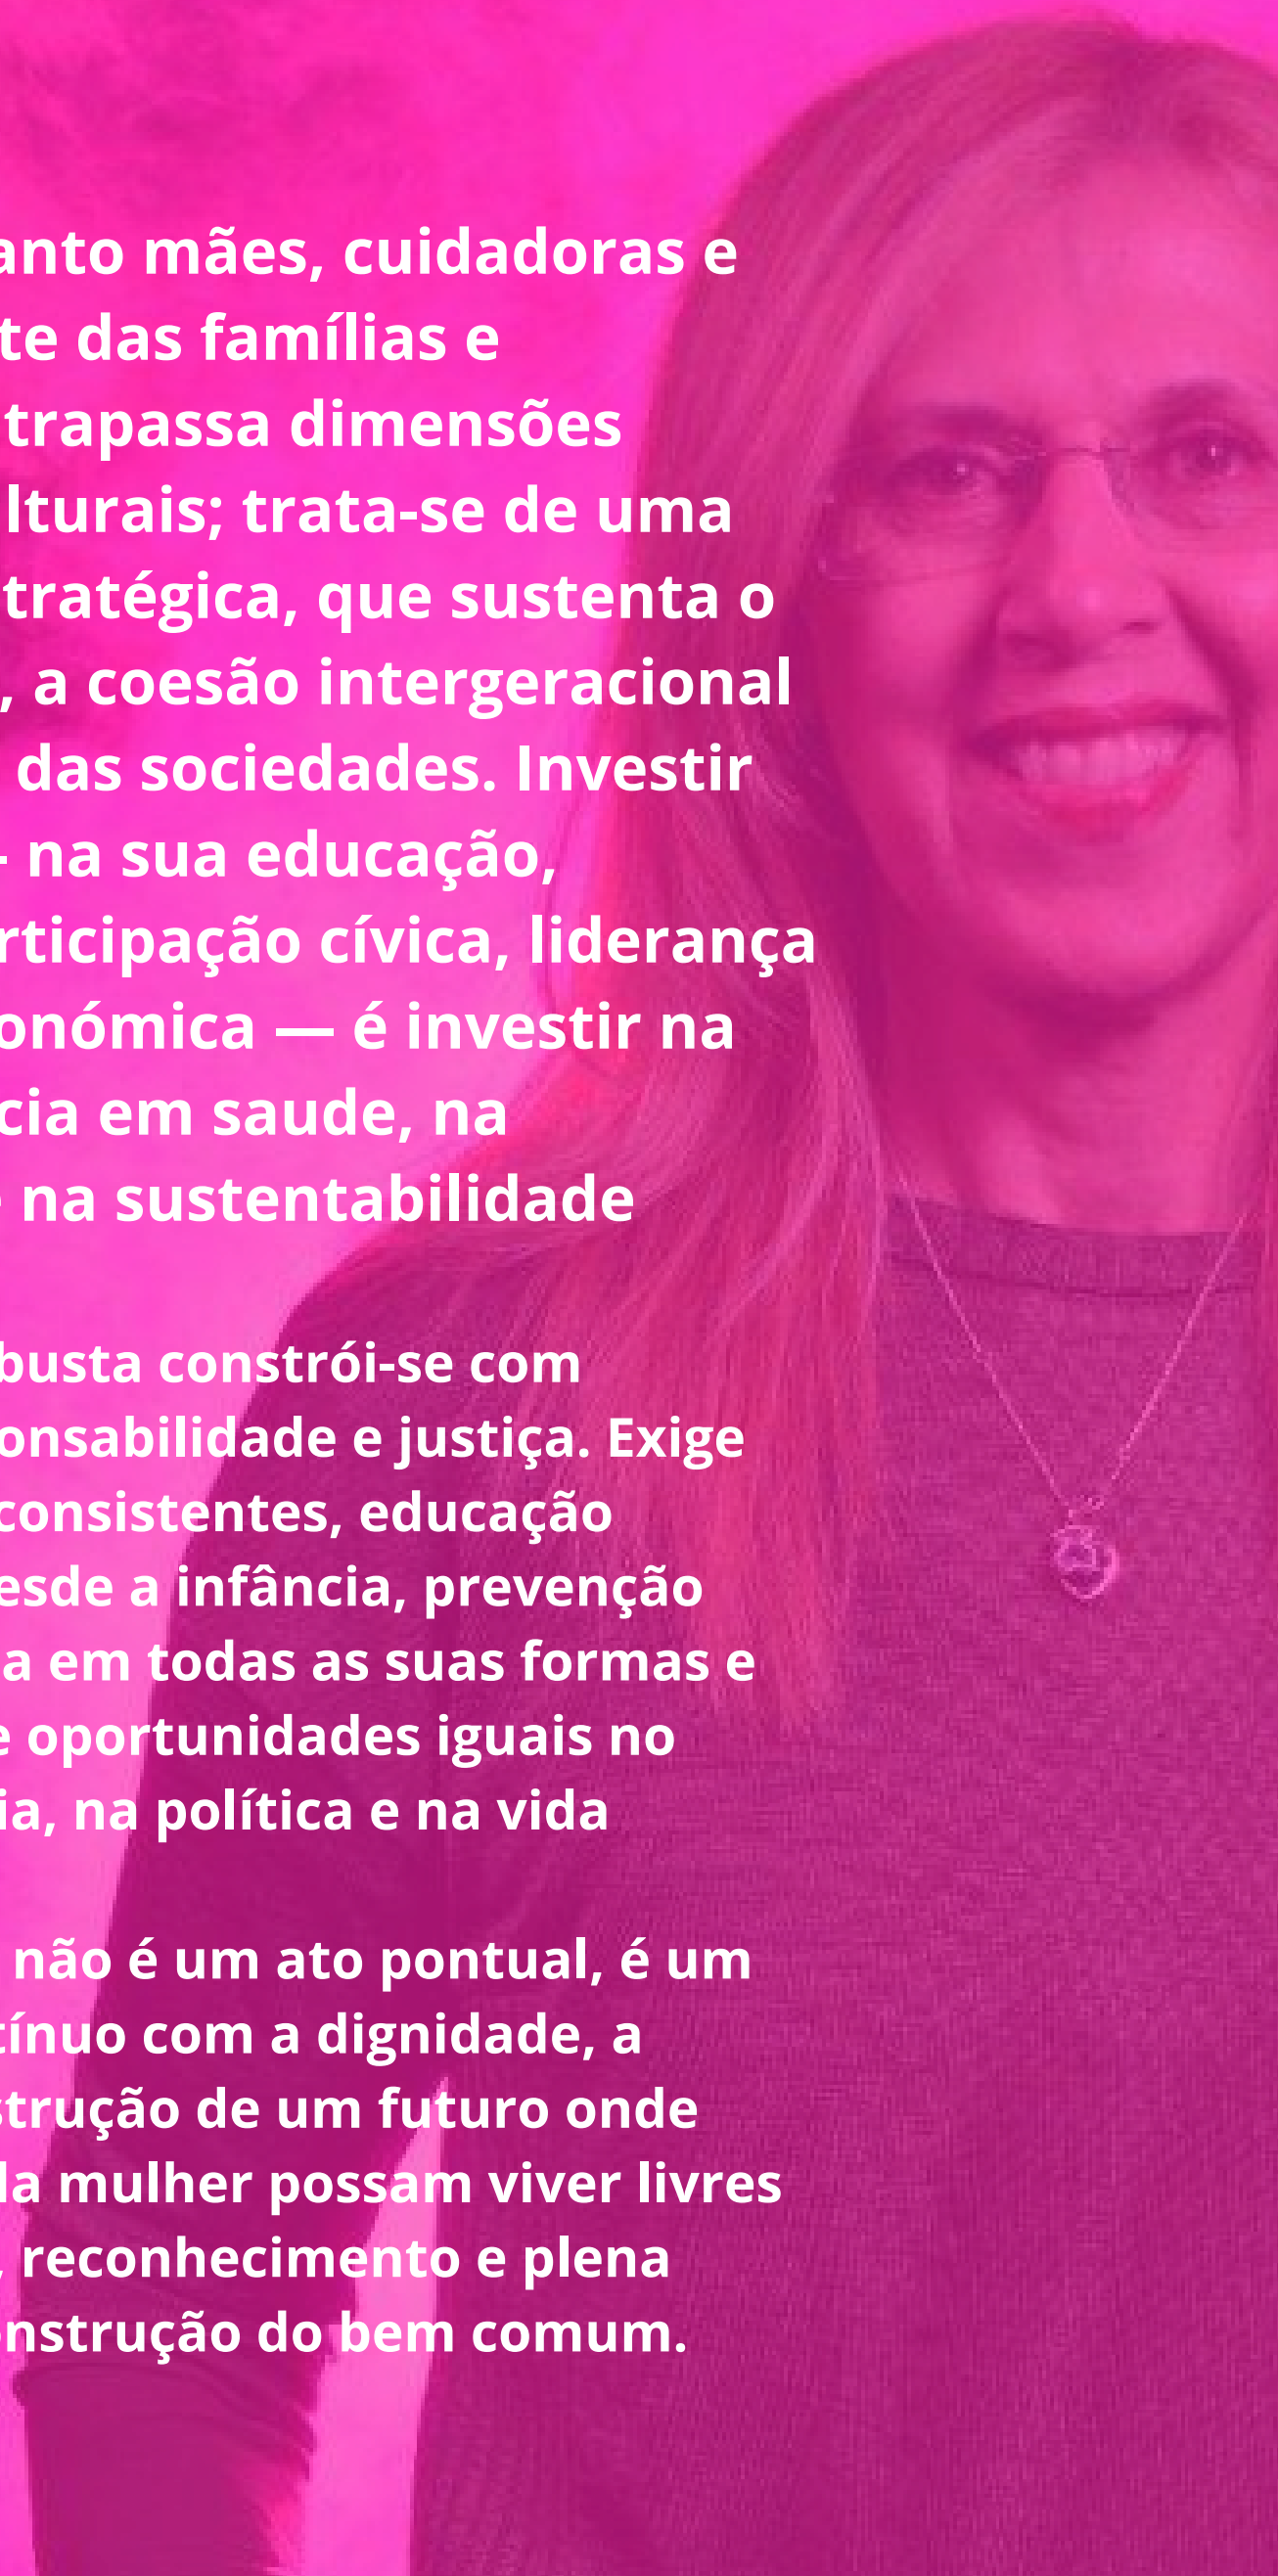 anto mães, cuidadoras e
te das famílias e
trapassa dimensões
lturais; trata-se de uma
tratégica, que sustenta o
, a coesão intergeracional
das sociedades. Investir
– na sua educação,
rticipação cívica, liderança
onómica — é investir na
cia em saude, na
e na sustentabilidade
busta constrói-se com
onsabilidade e justiça. Exige
consistentes, educação
esde a infância, prevenção
a em todas as suas formas e
e oportunidades iguais no
ia, na política e na vida
não é um ato pontual, é um
tínuo com a dignidade, a
strução de um futuro onde
da mulher possam viver livres
, reconhecimento e plena
onstrução do bem comum.